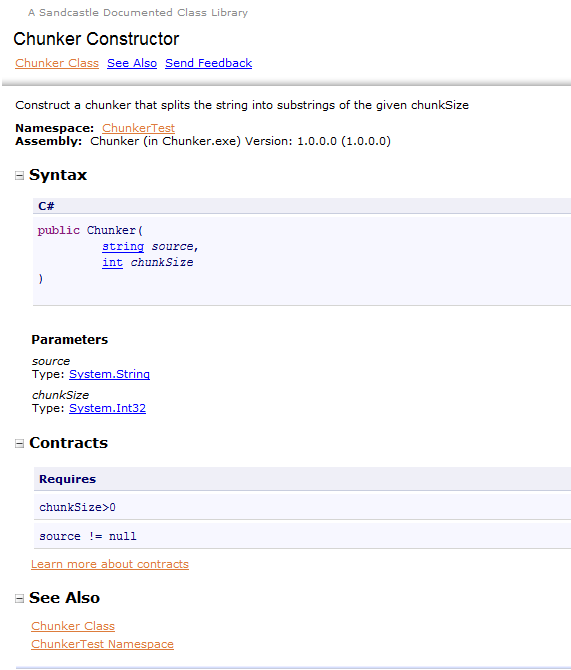 A Sandcastle Documented Class Library
Chunker Constructor
Chunker Class See Also Send Feedback
Construct a chunker that splits the string into substrings of the given chunkSize
Namespace: ChunkerTest
Assembly: Chunker (in Chunker.exe) Version: 1.0.0.0 (1.0.0.0)
Syntax
C#
public Chunker(
string source,
int chunkSize
)
Parameters
source
Type: System.String
chunkSize
Type: System.Int32
Contracts
Requires
chunkSize>0
source != null
Learn more about contracts
See Also
Chunker Class
ChunkerTest Namespace